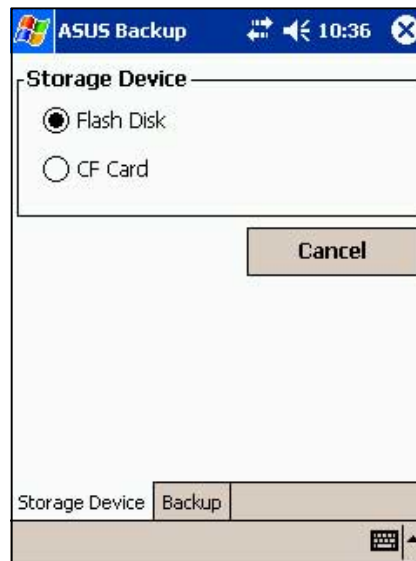 ASUS Backup 10:36
Storage Device
Flash Disk
CF Card
Cancel
Storage Device Backup